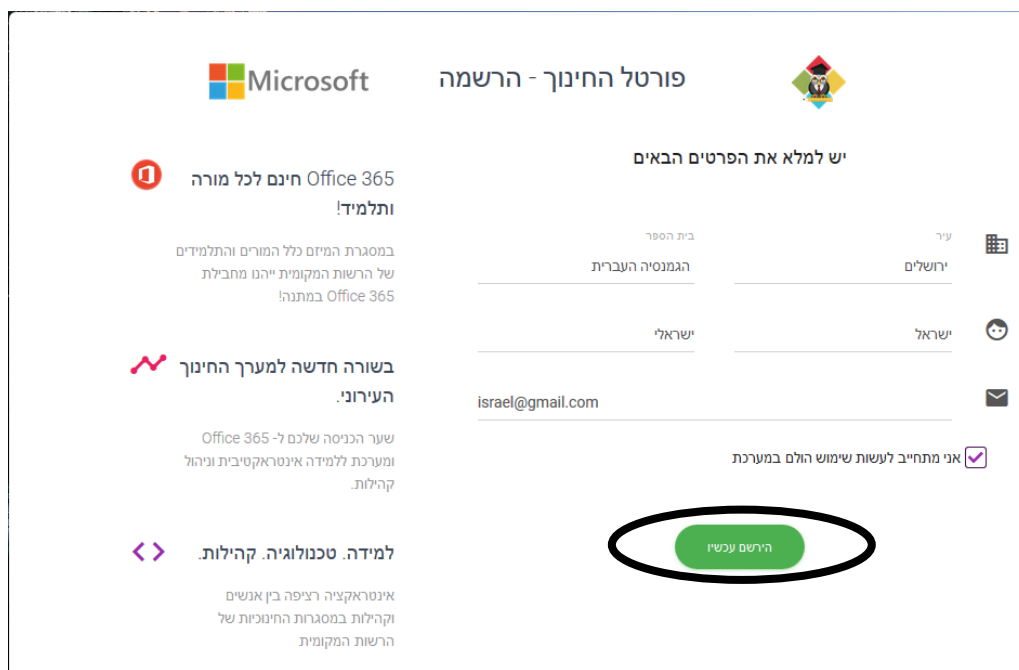 פורטל החינוך - הרשמה
Microsoft
יש למלא את הפרטים הבאים
עיר
בית הספר
ירושלים
הגמנסיה העברית
ישראל
ישראלי
israel@gmail.com
אני מתחייב לעשות שימוש הולם במערכת
הירשם עכשיו
Office 365 חינם לכל מורה
ותלמיד!
במסגרת המיזם כלל המורים והתלמידים
של הרשות המקומית ייהנו מחבילת
Office 365 במתנה!
בשורה חדשה למערך החינוך
העירוני.
שער הכניסה שלכם ל- Office 365
ומערכת ללמידה אינטראקטיבית וניהול
קהילות.
למידה. טכנולוגיה. קהילות.
אינטראקציה רציפה בין אנשים
וקהילות במסגרות החינוכיות של
הרשות המקומית